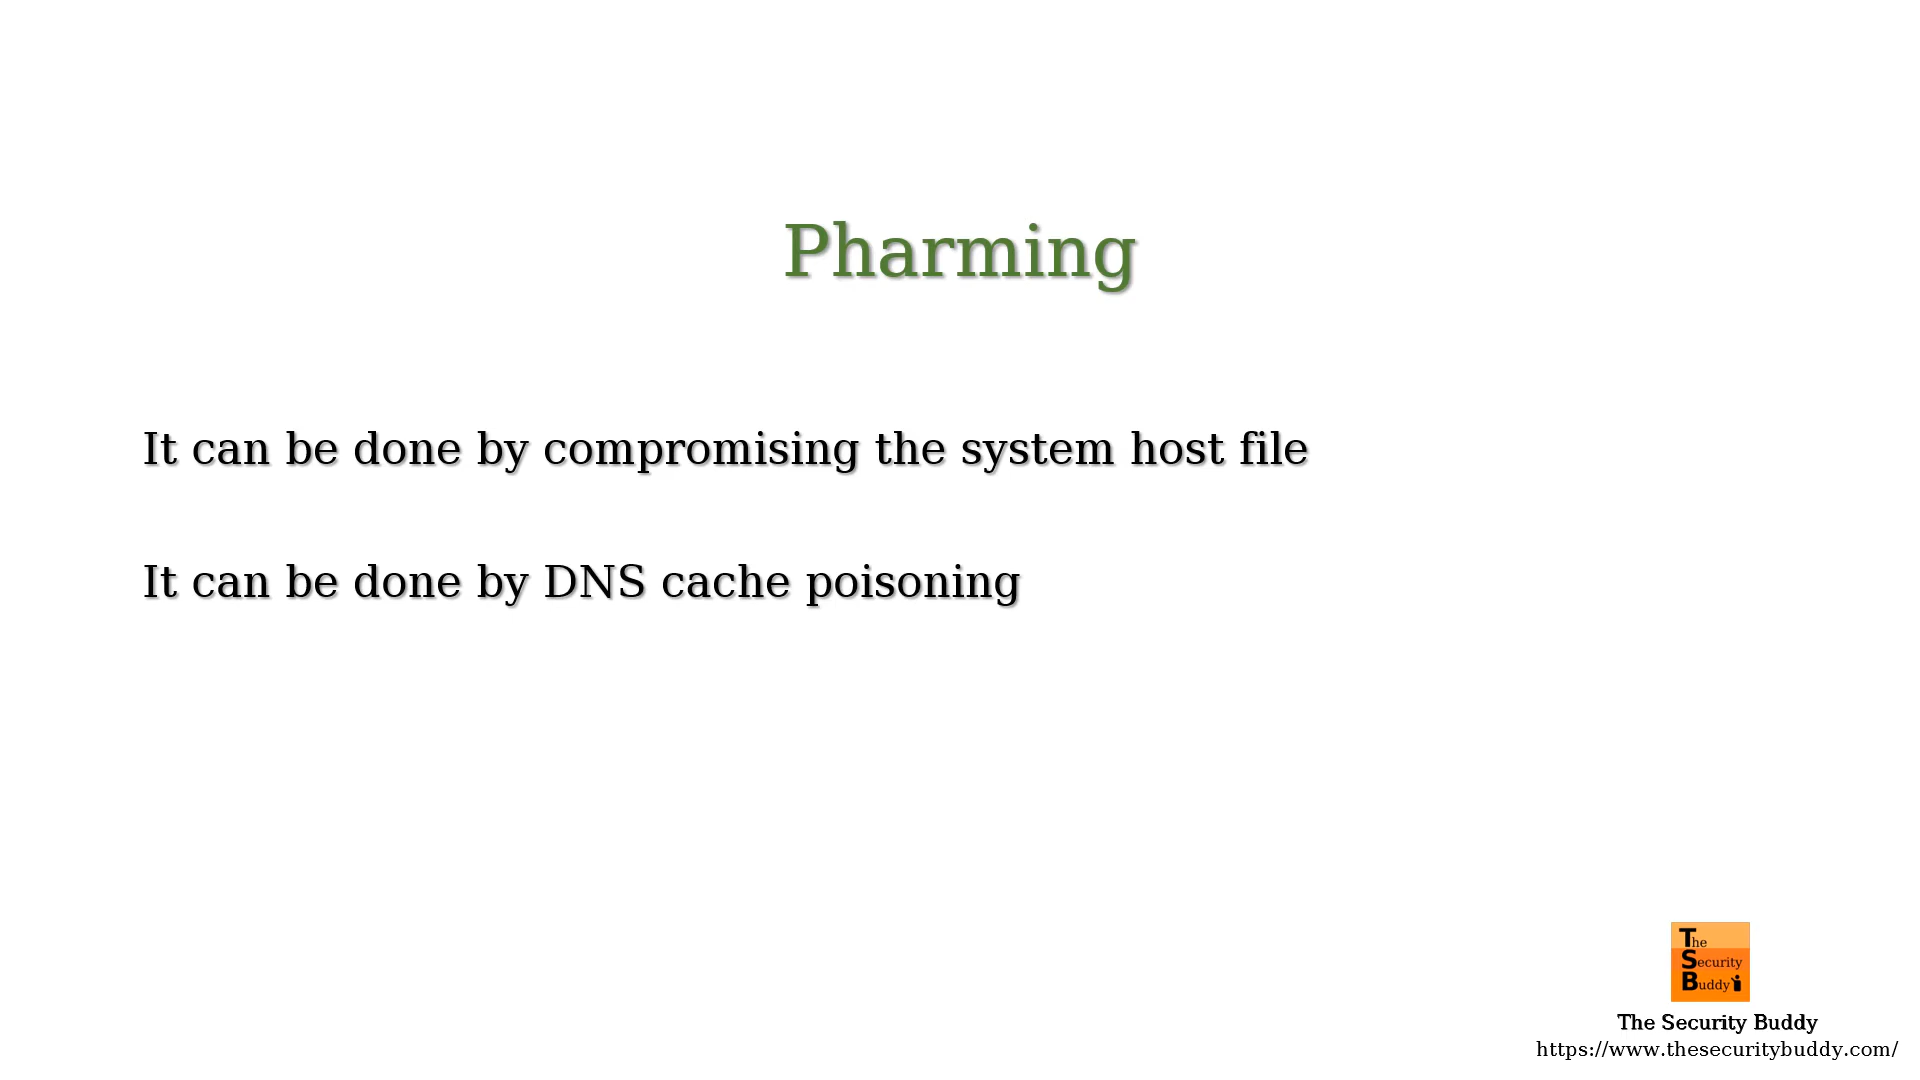 Pharming
It can be done by compromising the system host file
It can be done by DNS cache poisoning
The
Security
Buddy
The Security Buddy
https://www.thesecuritybuddy.com/